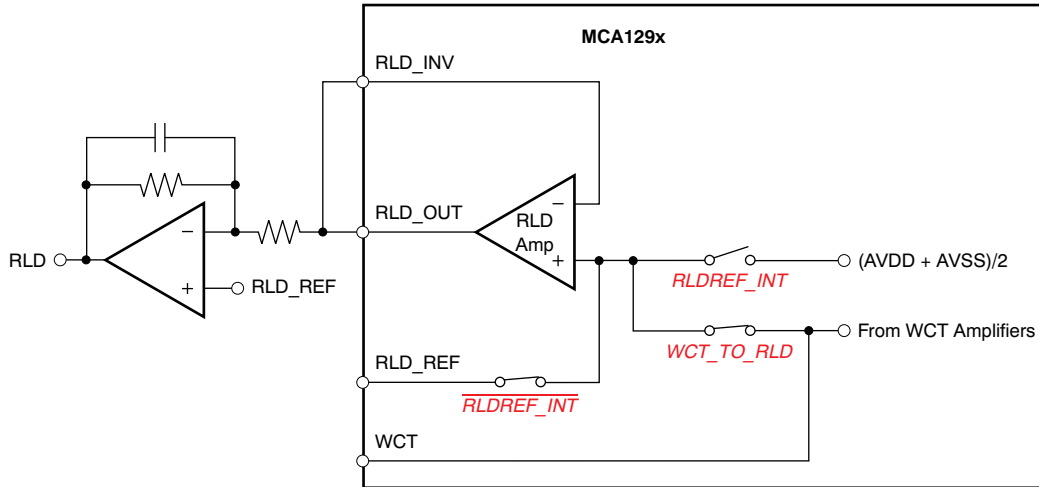 MCA129x
RLD_INV
RLD_OUT
RLD
Amp
−
+
RLD
−
+
RLD_REF
RLDREF_INT
(AVDD + AVSS)/2
WCT_TO_RLD
From WCT Amplifiers
RLD_REF
RLDREF_INT
WCT